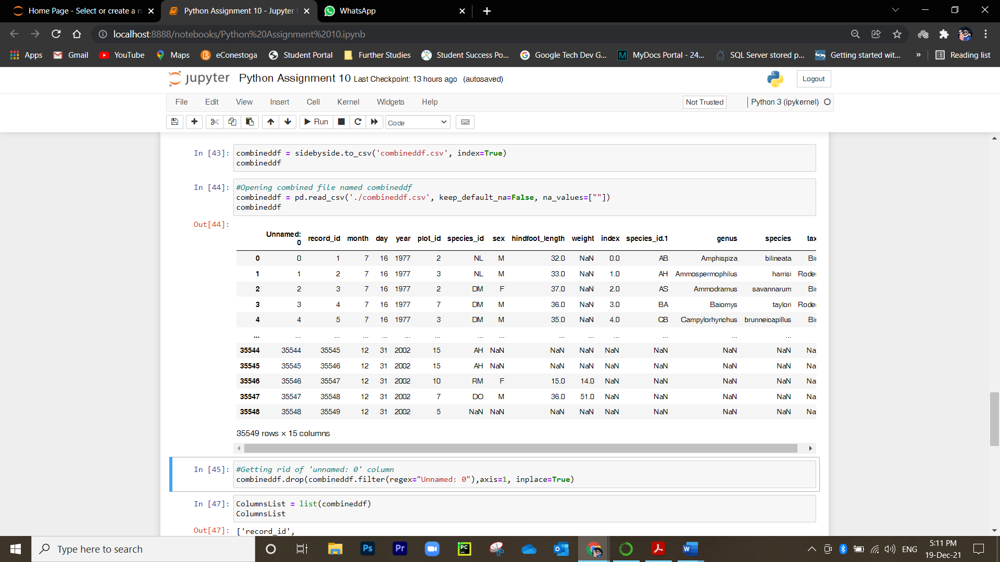 Home Page - Select or create a n
Python Assignment 10 - Jupyter
WhatsApp
localhost:8888/notebooks/Python%20Assignment%2010.ipynb
Apps Gmail YouTube Maps eConestoga Student Portal Further Studies Student Success Po... Google Tech Dev G... MyDocs Portal - 24... SQL Server stored p... Getting started wit... » Reading list
jupyter Python Assignment 10 Last Checkpoint: 13 hours ago (autosaved) Logout
File Edit View Insert Cell Kernel Widgets Help Not Trusted Python 3 (ipykernel)
Run Code
In [43]: combineddf = sidebyside.to_csv('combineddf.csv', index=True)
combineddf
In [44]: #Opening combined file named combineddf
combineddf = pd.read_csv('./combineddf.csv', keep_default_na=False, na_values=[""])
combineddf
Out[44]:
Unnamed: 0 record_id month day year plot_id species_id sex hindfoot_length weight index species_id.1 genus species tax
0 0 1 7 16 1977 2 NL M 32.0 NaN 0.0 AB Amphispiza bilineata Bir
1 1 2 7 16 1977 3 NL M 33.0 NaN 1.0 AH Ammospermophilus harrisi Roder
2 2 3 7 16 1977 2 DM F 37.0 NaN 2.0 AS Ammodramus savannarum Bir
3 3 4 7 16 1977 7 DM M 36.0 NaN 3.0 BA Baiomys taylori Roder
4 4 5 7 16 1977 3 DM M 35.0 NaN 4.0 CB Campylorhynchus brunneicapillus Bir
... ... ... ... ... ... ... ... ... ... ... ... ... ... ...
35544 35544 35545 12 31 2002 15 AH NaN NaN NaN NaN NaN NaN NaN Na
35545 35545 35546 12 31 2002 15 AH NaN NaN NaN NaN NaN NaN NaN Na
35546 35546 35547 12 31 2002 10 RM F 15.0 14.0 NaN NaN NaN NaN Na
35547 35547 35548 12 31 2002 7 DO M 36.0 51.0 NaN NaN NaN NaN Na
35548 35548 35549 12 31 2002 5 NaN NaN NaN NaN NaN NaN NaN NaN Na
35549 rows × 15 columns
In [45]: #Getting rid of 'unnamed: 0' column
combineddf.drop(combineddf.filter(regex="Unnamed: 0"),axis=1, inplace=True)
In [47]: ColumnsList = list(combineddf)
ColumnsList
Out[47]: ['record_id',
Type here to search
Ps
Pr
PC
ENG
5:11 PM
19-Dec-21